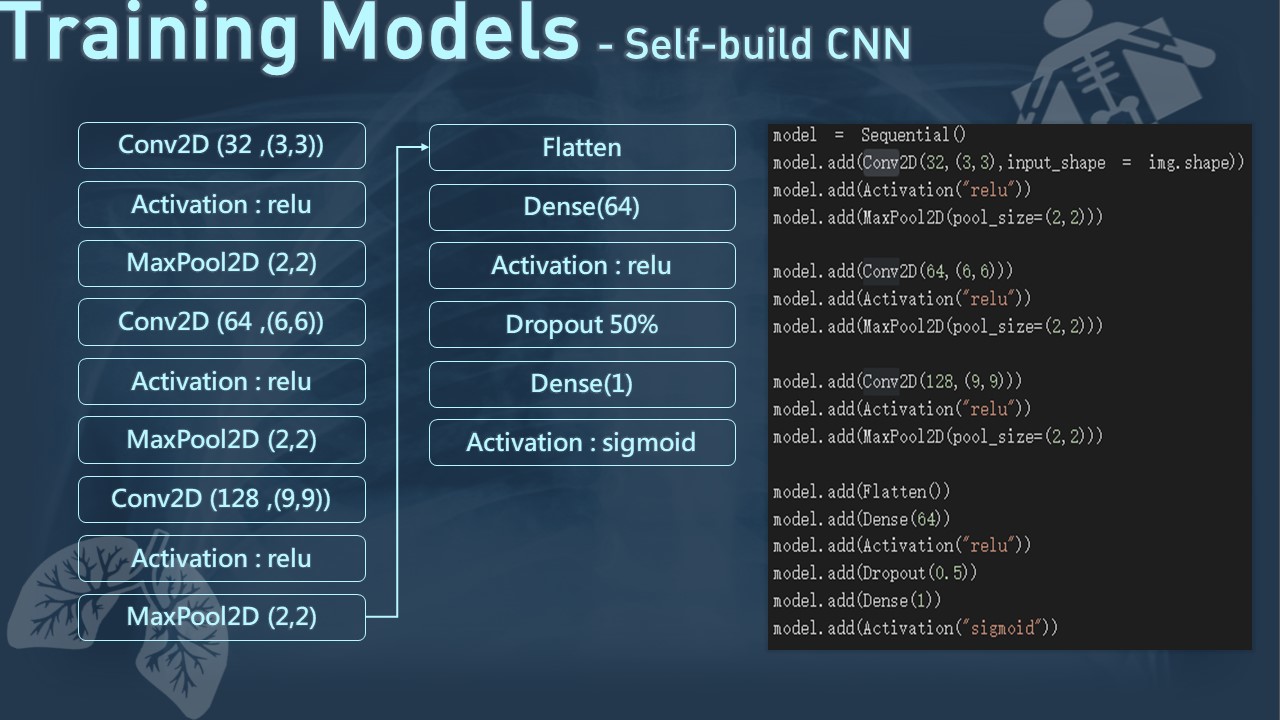 Training Models - Self-build CNN
Conv2D (32 ,(3,3))
Activation : relu
MaxPool2D (2,2)
Conv2D (64 ,(6,6))
Activation : relu
MaxPool2D (2,2)
Conv2D (128 ,(9,9))
Activation : relu
MaxPool2D (2,2)
Flatten
Dense(64)
Activation : relu
Dropout 50%
Dense(1)
Activation : sigmoid
model = Sequential()
model.add(Conv2D(32,(3,3),input_shape = img.shape))
model.add(Activation("relu"))
model.add(MaxPool2D(pool_size=(2,2)))
model.add(Conv2D(64,(6,6)))
model.add(Activation("relu"))
model.add(MaxPool2D(pool_size=(2,2)))
model.add(Conv2D(128,(9,9)))
model.add(Activation("relu"))
model.add(MaxPool2D(pool_size=(2,2)))
model.add(Flatten())
model.add(Dense(64))
model.add(Activation("relu"))
model.add(Dropout(0.5))
model.add(Dense(1))
model.add(Activation("sigmoid"))